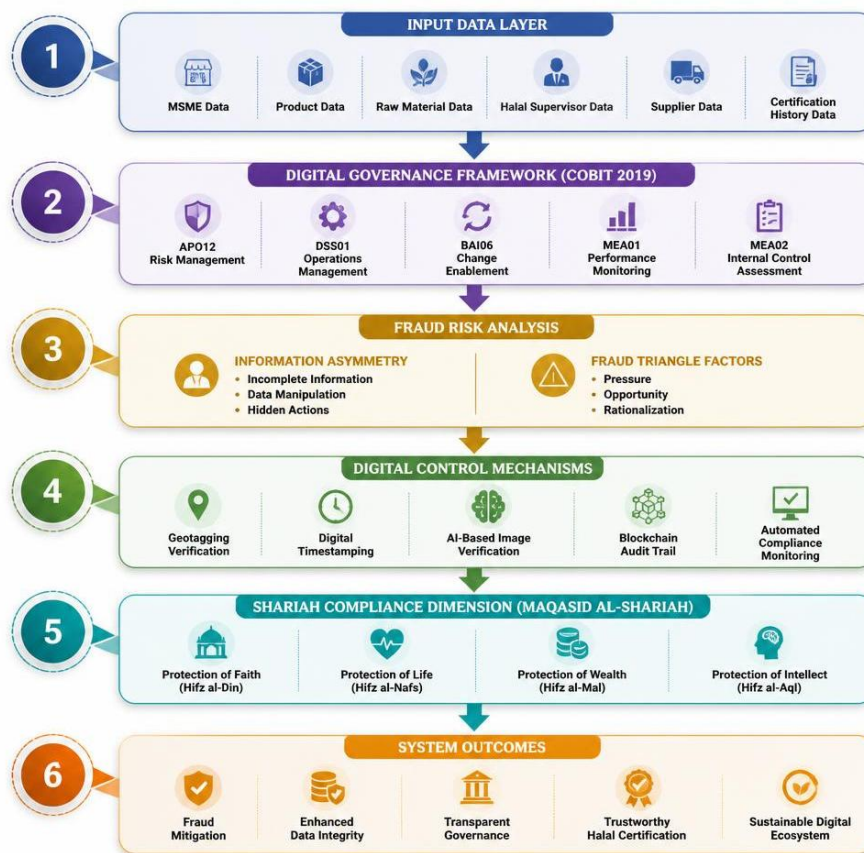 1
INPUT DATA LAYER
MSME Data
Product Data
Raw Material Data
Halal Supervisor Data
Supplier Data
Certification
History Data
2
DIGITAL GOVERNANCE FRAMEWORK (COBIT 2019)
APO12
Risk Management
DSS01
Operations
Management
BAI06
Change
Enablement
MEA01
Performance
Monitoring
MEA02
Internal Control
Assessment
3
FRAUD RISK ANALYSIS
INFORMATION ASYMMETRY
• Incomplete Information
• Data Manipulation
• Hidden Actions
FRAUD TRIANGLE FACTORS
• Pressure
• Opportunity
• Rationalization
4
DIGITAL CONTROL MECHANISMS
Geotagging
Verification
Digital
Timestamping
AI-Based Image
Verification
Blockchain
Audit Trail
Automated
Compliance
Monitoring
5
SHARIAH COMPLIANCE DIMENSION (MAQASID AL-SHARIAH)
Protection of Faith
(Hifz al-Din)
Protection of Life
(Hifz al-Nafs)
Protection of Wealth
(Hifz al-Mal)
Protection of Intellect
(Hifz al-Aql)
6
SYSTEM OUTCOMES
Fraud
Mitigation
Enhanced
Data Integrity
Transparent
Governance
Trustworthy
Halal Certification
Sustainable Digital
Ecosystem